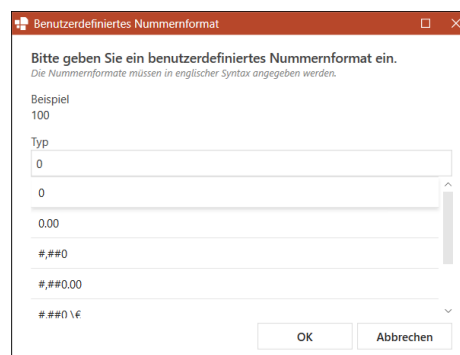 Benutzerdefiniertes Nummernformat
Bitte geben Sie ein benutzerdefiniertes Nummernformat ein.
Die Nummernformate müssen in englischer Syntax angegeben werden.
Beispiel
100
Typ
0
0
0.00
#,##0
#,##0.00
#,##0 \€
OK Abbrechen